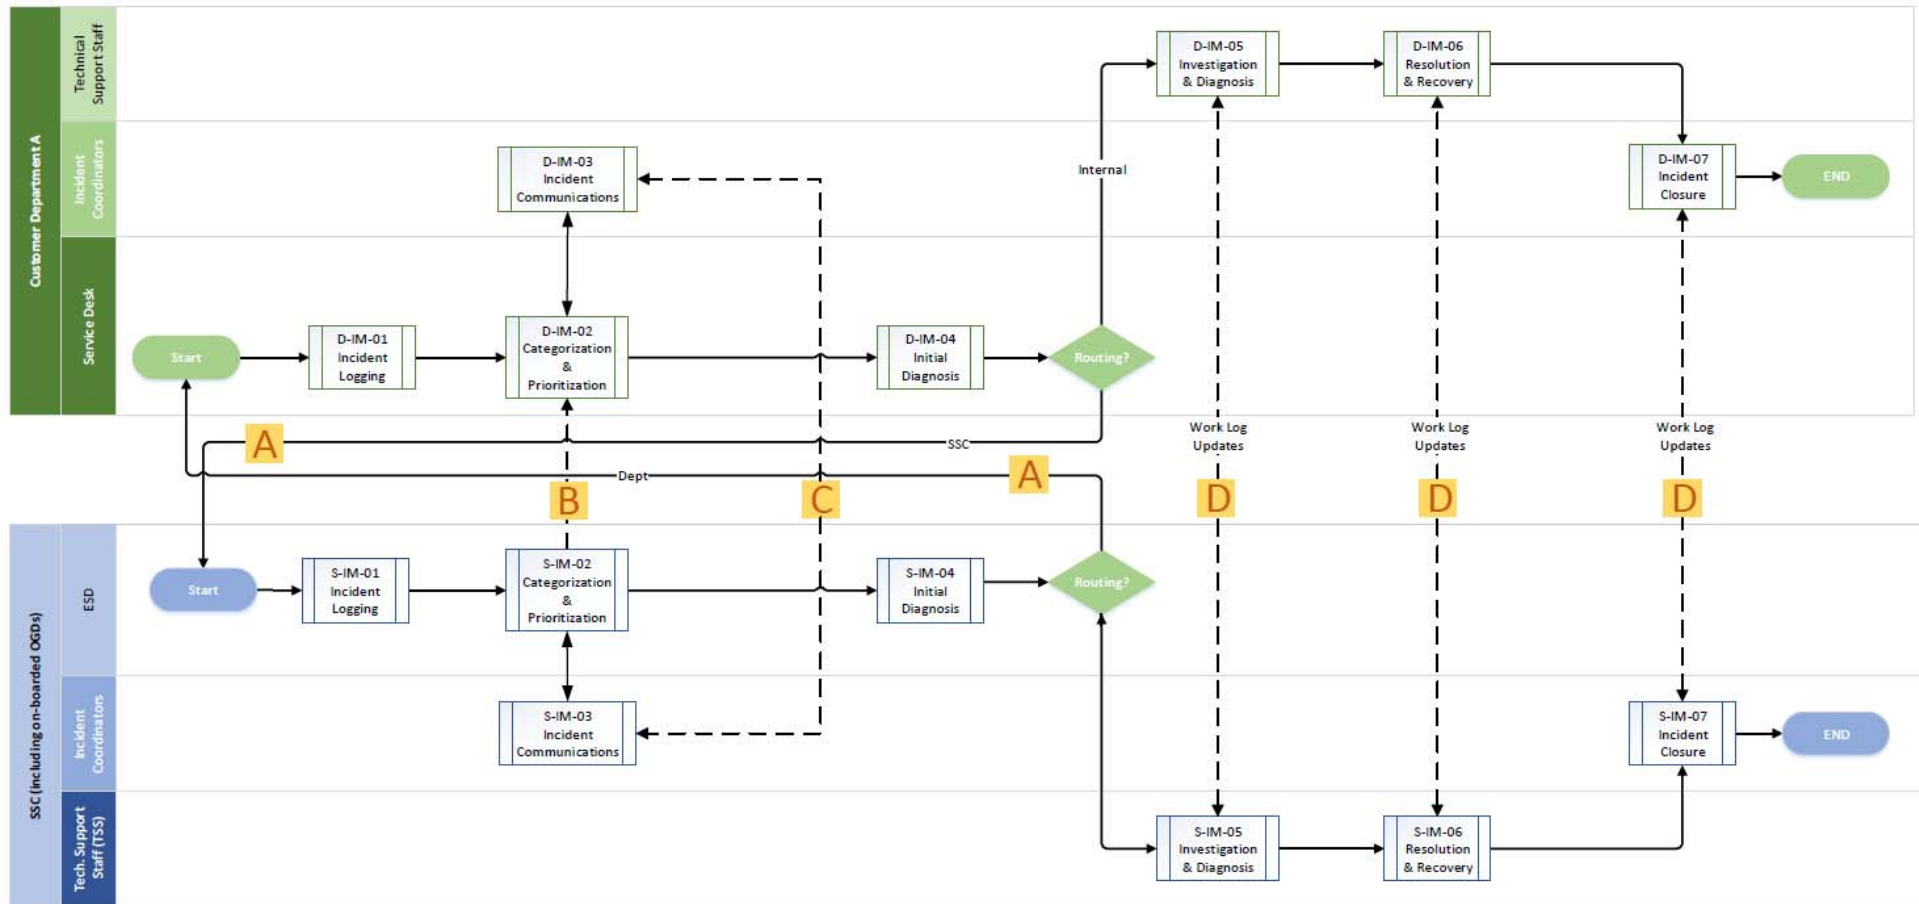 Customer Department A
Technical
Support Staff
D-IM-05
Investigation
& Diagnosis
D-IM-06
Resolution
& Recovery
Incident
Coordinators
D-IM-03
Incident
Communications
Internal
D-IM-07
Incident
Closure
END
Service Desk
Start
D-IM-01
Incident
Logging
D-IM-02
Categorization
&
Prioritization
D-IM-04
Initial
Diagnosis
Routing?
A
SSC
Work Log
Updates
Work Log
Updates
Work Log
Updates
Dept
A
B
C
D
D
D
SSC (including on-boarded OGDs)
ESD
Start
S-IM-01
Incident
Logging
S-IM-02
Categorization
&
Prioritization
S-IM-04
Initial
Diagnosis
Routing?
Incident
Coordinators
S-IM-03
Incident
Communications
S-IM-07
Incident
Closure
END
Tech. Support
Staff (TSS)
S-IM-05
Investigation
& Diagnosis
S-IM-06
Resolution
& Recovery